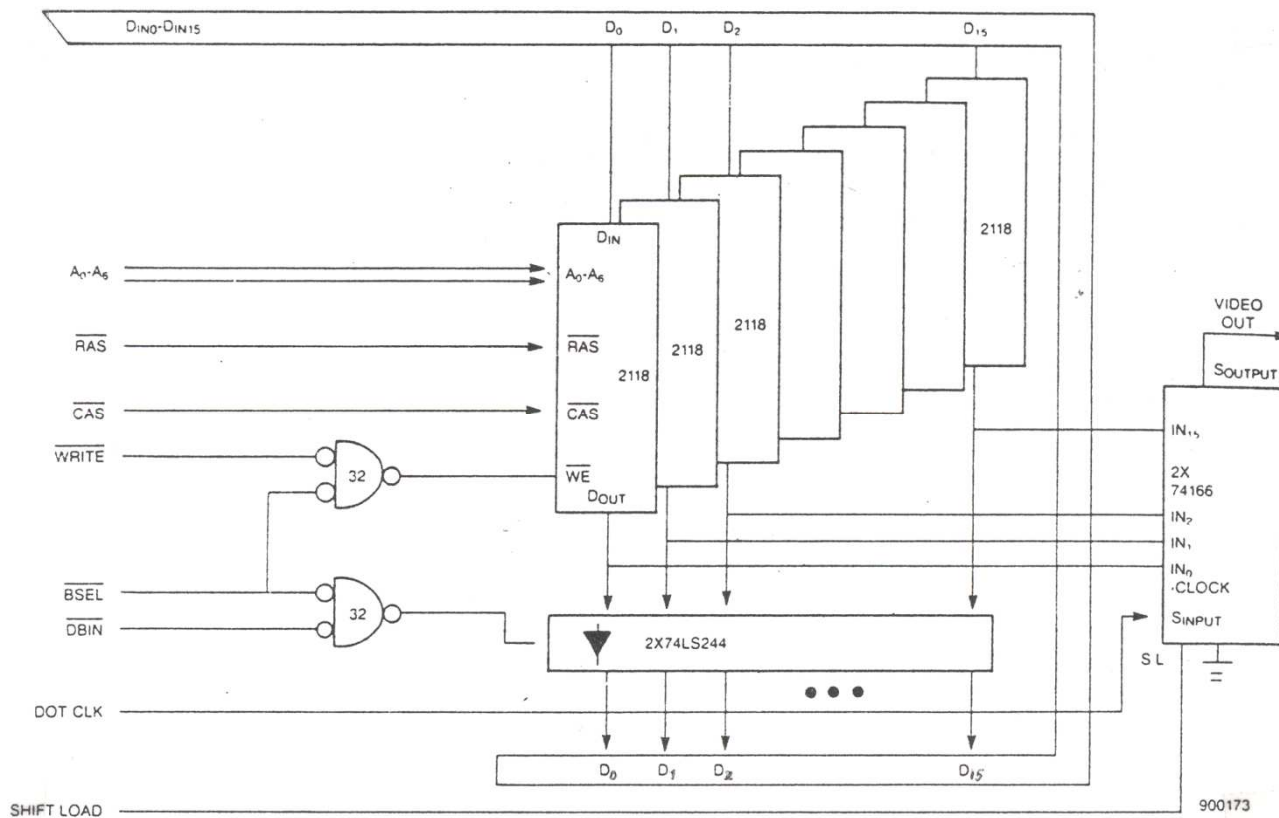 DIN0-DIN15
D0
D1
D2
D15
DIN
A0-A6
A0-A6
RAS
RAS
2118
2118
2118
2118
CAS
CAS
WRITE
32
WE
DOUT
BSEL
32
DBIN
2X74LS244
VIDEO
OUT
SOUTPUT
IN15
2X
74166
IN2
IN1
IN0
CLOCK
SINPUT
S L
DOT CLK
D0
D1
D2
D15
SHIFT LOAD
900173